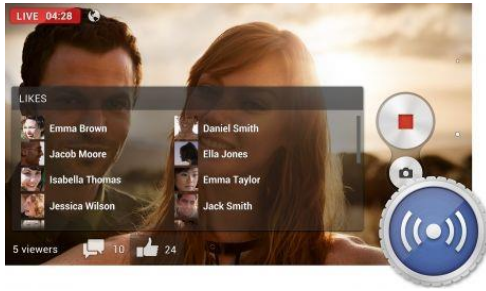 LIVE 04:28
LIKES
Emma Brown
Daniel Smith
Jacob Moore
Ella Jones
Isabella Thomas
Emma Taylor
Jessica Wilson
Jack Smith
5 viewers 10 24